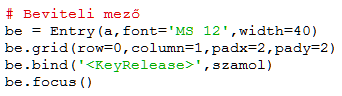 # Beviteli mező
be = Entry(a,font='MS 12',width=40)
be.grid(row=0,column=1,padx=2,pady=2)
be.bind('<KeyRelease>',szamol)
be.focus()